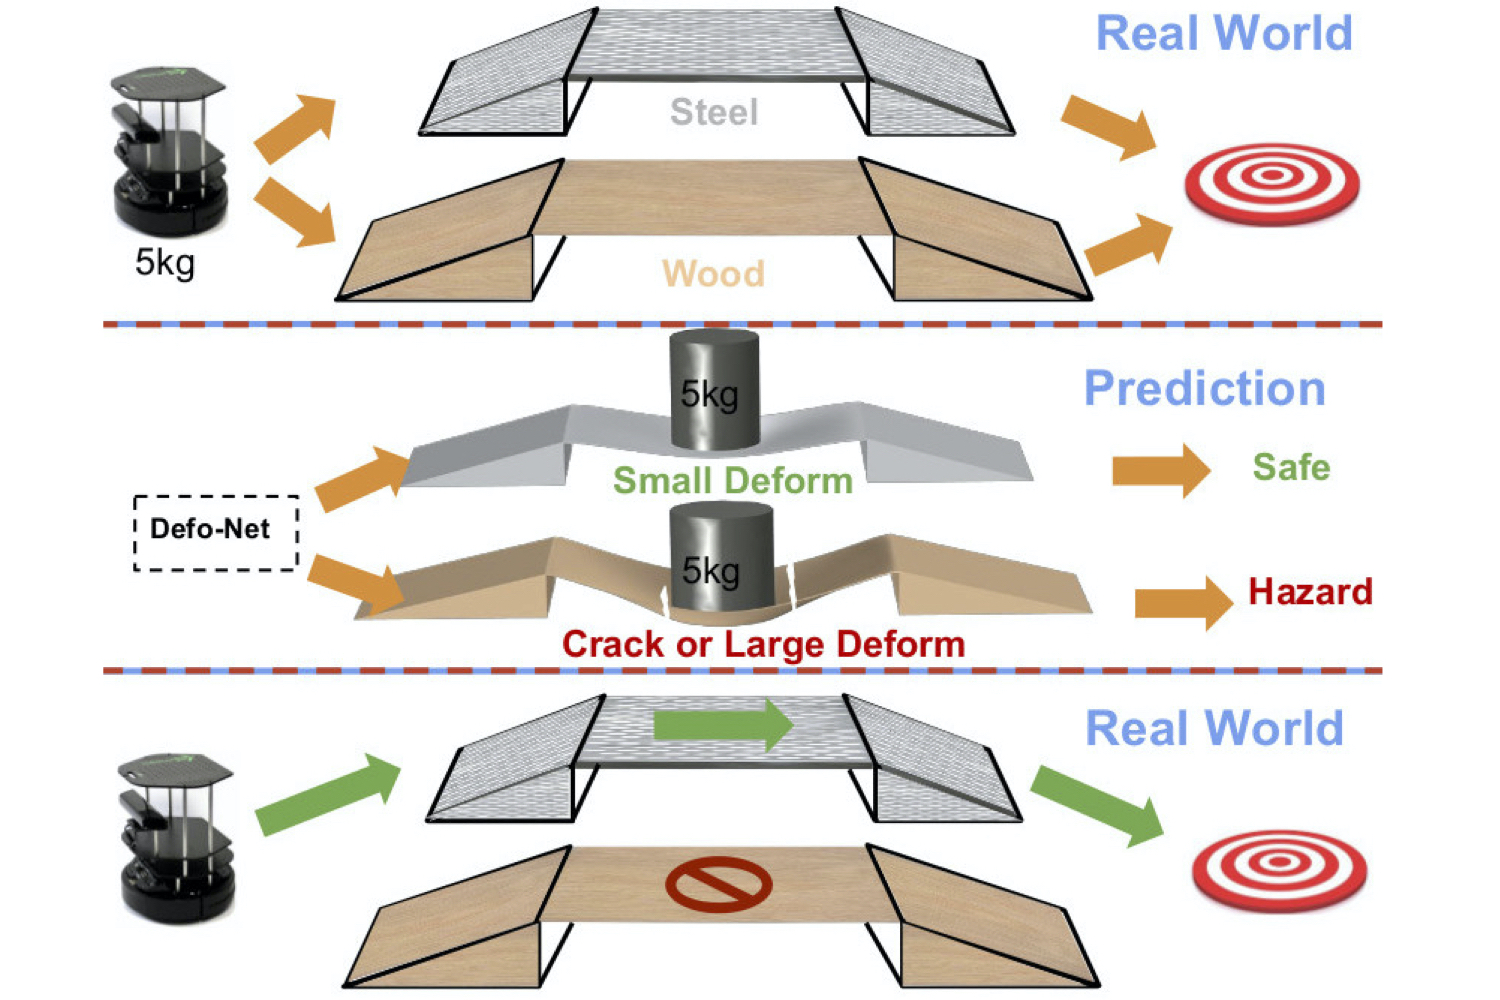 Real World
Steel
5kg
Wood
5kg
Prediction
Small Deform
Safe
Defo-Net
5kg
Hazard
Crack or Large Deform
Real World